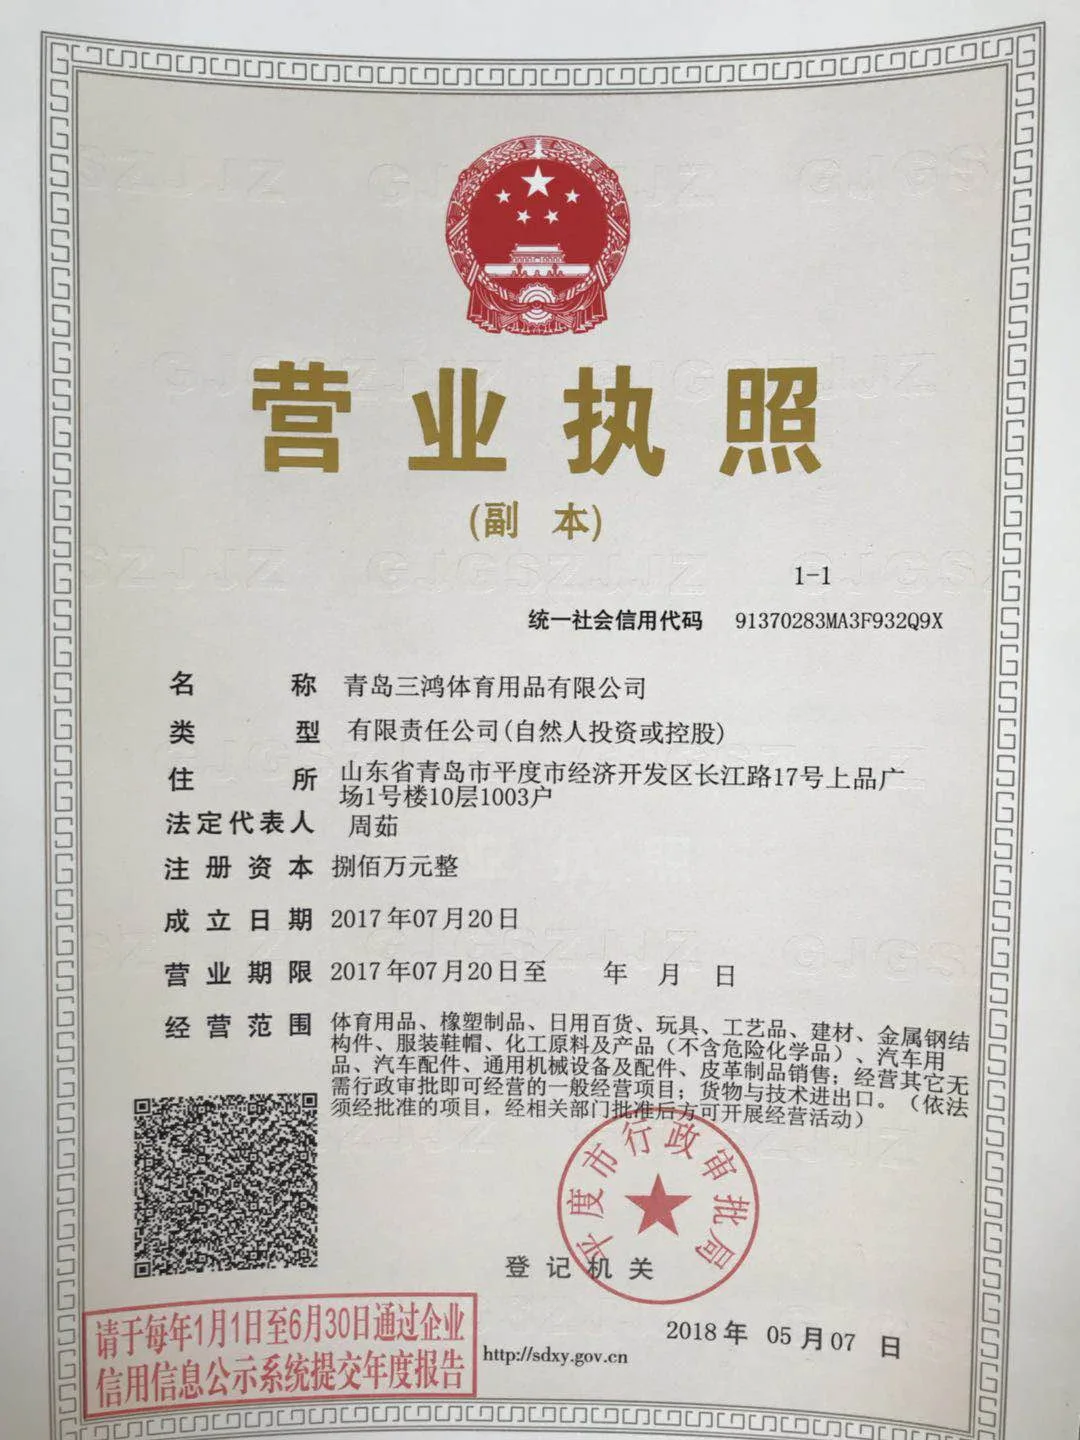 营业执照
(副 本)
1-1
统一社会信用代码 91370283MA3F932Q9X
名 称 青岛三鸿体育用品有限公司
类 型 有限责任公司(自然人投资或控股)
住 所 山东省青岛市平度市经济开发区长江路17号上品广
场1号楼10层1003户
法定代表人 周茹
注册资本 捌佰万元整
成立日期 2017年07月20日
营业期限 2017年07月20日至 年 月 日
经营范围 体育用品、橡塑制品、日用百货、玩具、工艺品、建材、金属钢结
构件、服装鞋帽、化工原料及产品（不含危险化学品）、汽车用
品、汽车配件、通用机械设备及配件、皮革制品销售；经营其它无
需行政审批即可经营的一般经营项目；货物与技术进出口。（依法
须经批准的项目，经相关部门批准后方可开展经营活动）
平度市行政审批局
登记机关
2018年 05月07 日
请于每年1月1日至6月30日通过企业
信用信息公示系统提交年度报告
http://sdxy.gov.cn
GJGSZJJZ